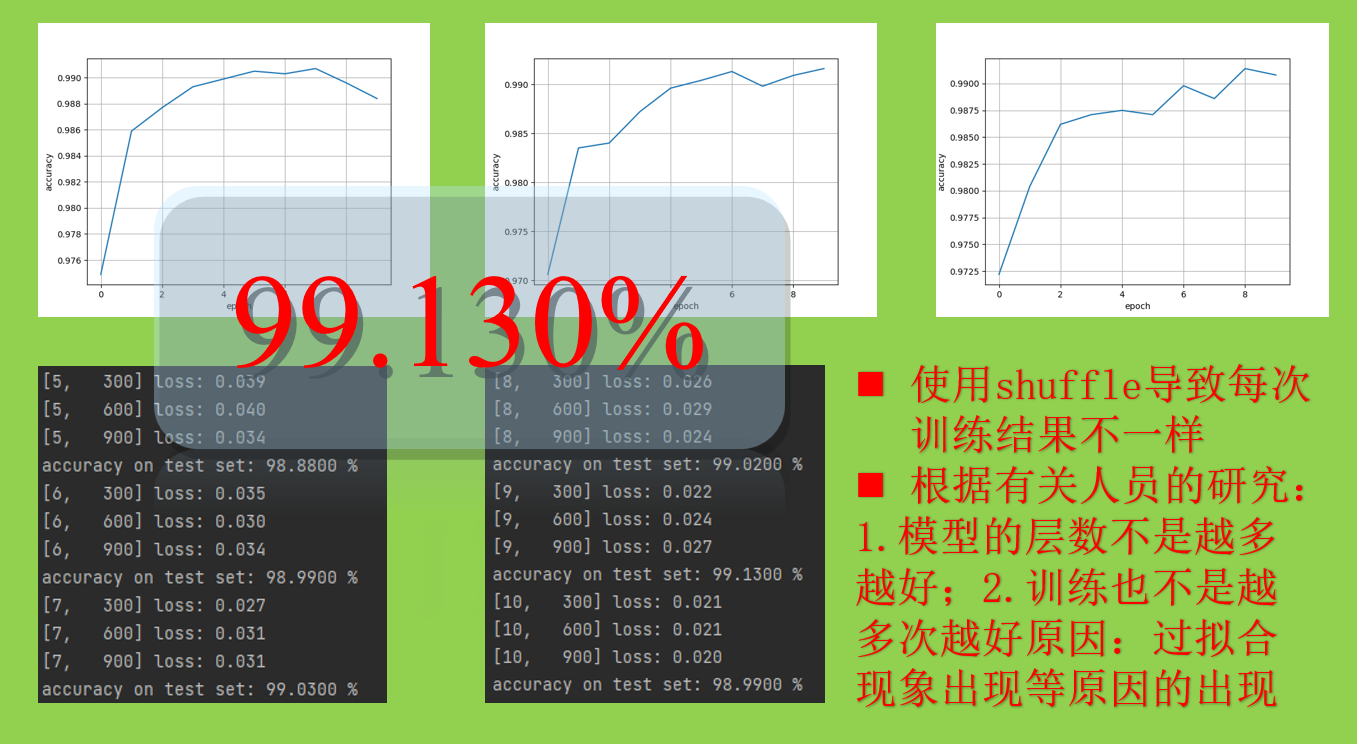 0.990
0.988
0.986
0.984
0.982
0.980
0.978
0.976
accuracy
0 2 4
0.990
0.985
0.980
0.975
0.970
accuracy
6 8
epoch
0.9900
0.9875
0.9850
0.9825
0.9800
0.9775
0.9750
0.9725
accuracy
0 2 4 6 8
epoch
99.130%
[5, 300] loss: 0.039
[5, 600] loss: 0.040
[5, 900] loss: 0.034
accuracy on test set: 98.8800 %
[6, 300] loss: 0.035
[6, 600] loss: 0.030
[6, 900] loss: 0.034
accuracy on test set: 98.9900 %
[7, 300] loss: 0.027
[7, 600] loss: 0.031
[7, 900] loss: 0.031
accuracy on test set: 99.0300 %
[8, 300] loss: 0.026
[8, 600] loss: 0.029
[8, 900] loss: 0.024
accuracy on test set: 99.0200 %
[9, 300] loss: 0.022
[9, 600] loss: 0.024
[9, 900] loss: 0.027
accuracy on test set: 99.1300 %
[10, 300] loss: 0.021
[10, 600] loss: 0.021
[10, 900] loss: 0.020
accuracy on test set: 98.9900 %
■ 使用shuffle导致每次
训练结果不一样
■ 根据有关人员的研究：
1.模型的层数不是越多
越好；2.训练也不是越
多次越好原因：过拟合
现象出现等原因的出现